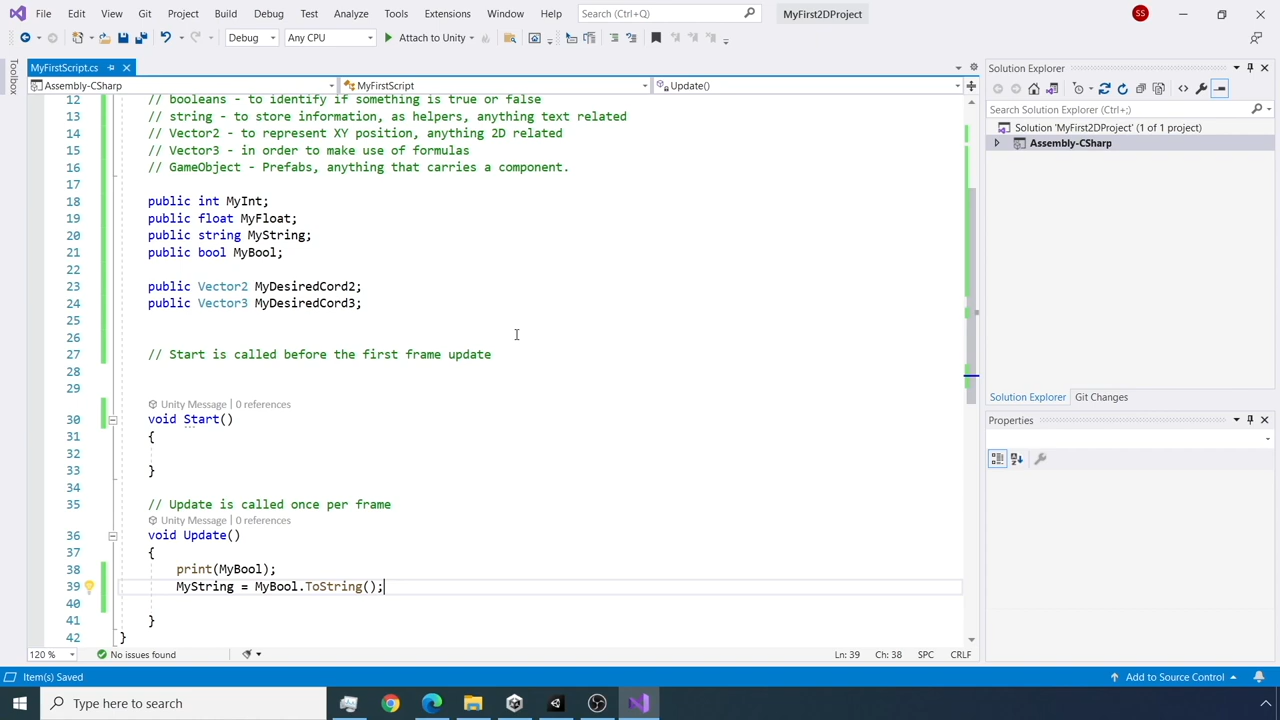 File Edit View Git Project Build Debug Test Analyze Tools Extensions Window Help Search (Ctrl+Q) MyFirst2DProject SS
Debug Any CPU Attach to Unity
Toolbox
MyFirstScript.cs
Assembly-CSharp MyFirstScript Update()
12 // booleans - to identify if something is true or false
13 // string - to store information, as helpers, anything text related
14 // Vector2 - to represent XY position, anything 2D related
15 // Vector3 - in order to make use of formulas
16 // GameObject - Prefabs, anything that carries a component.
17
18 public int MyInt;
19 public float MyFloat;
20 public string MyString;
21 public bool MyBool;
22
23 public Vector2 MyDesiredCord2;
24 public Vector3 MyDesiredCord3;
25
26
27 // Start is called before the first frame update
28
29
Unity Message | 0 references
30 void Start()
31 {
32
33 }
34
35 // Update is called once per frame
Unity Message | 0 references
36 void Update()
37 {
38 print(MyBool);
39 MyString = MyBool.ToString();
40
41 }
42 }
120 % No issues found Ln: 39 Ch: 38 SPC CRLF
Solution Explorer
Search Solution Explorer (Ctrl+;)
Solution 'MyFirst2DProject' (1 of 1 project)
Assembly-CSharp
Solution Explorer Git Changes
Properties
Item(s) Saved Add to Source Control
Type here to search